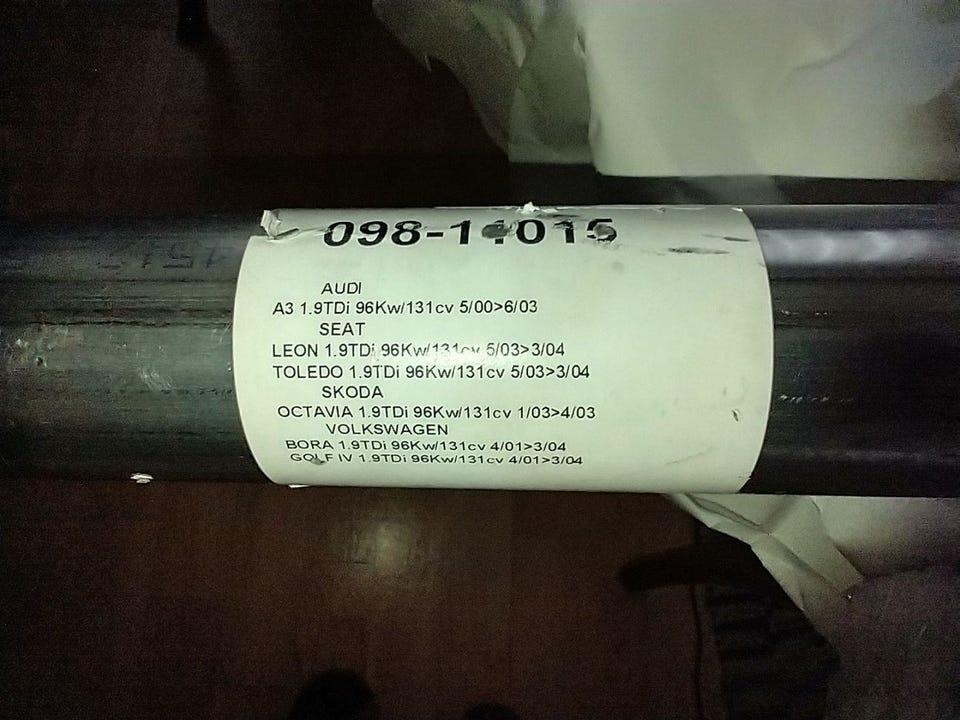 AUDI
A3 1.9TDi 96Kw/131cv 5/00>6/03
SEAT
LEON 1.9TDi 96Kw/131cv 5/03>3/04
TOLEDO 1.9TDi 96Kw/131cv 5/03>3/04
SKODA
OCTAVIA 1.9TDi 96Kw/131cv 1/03>4/03
VOLKSWAGEN
BORA 1.9TDi 96Kw/131cv 4/01>3/04
GOLF IV 1.9TDi 96Kw/131cv 4/01>3/04